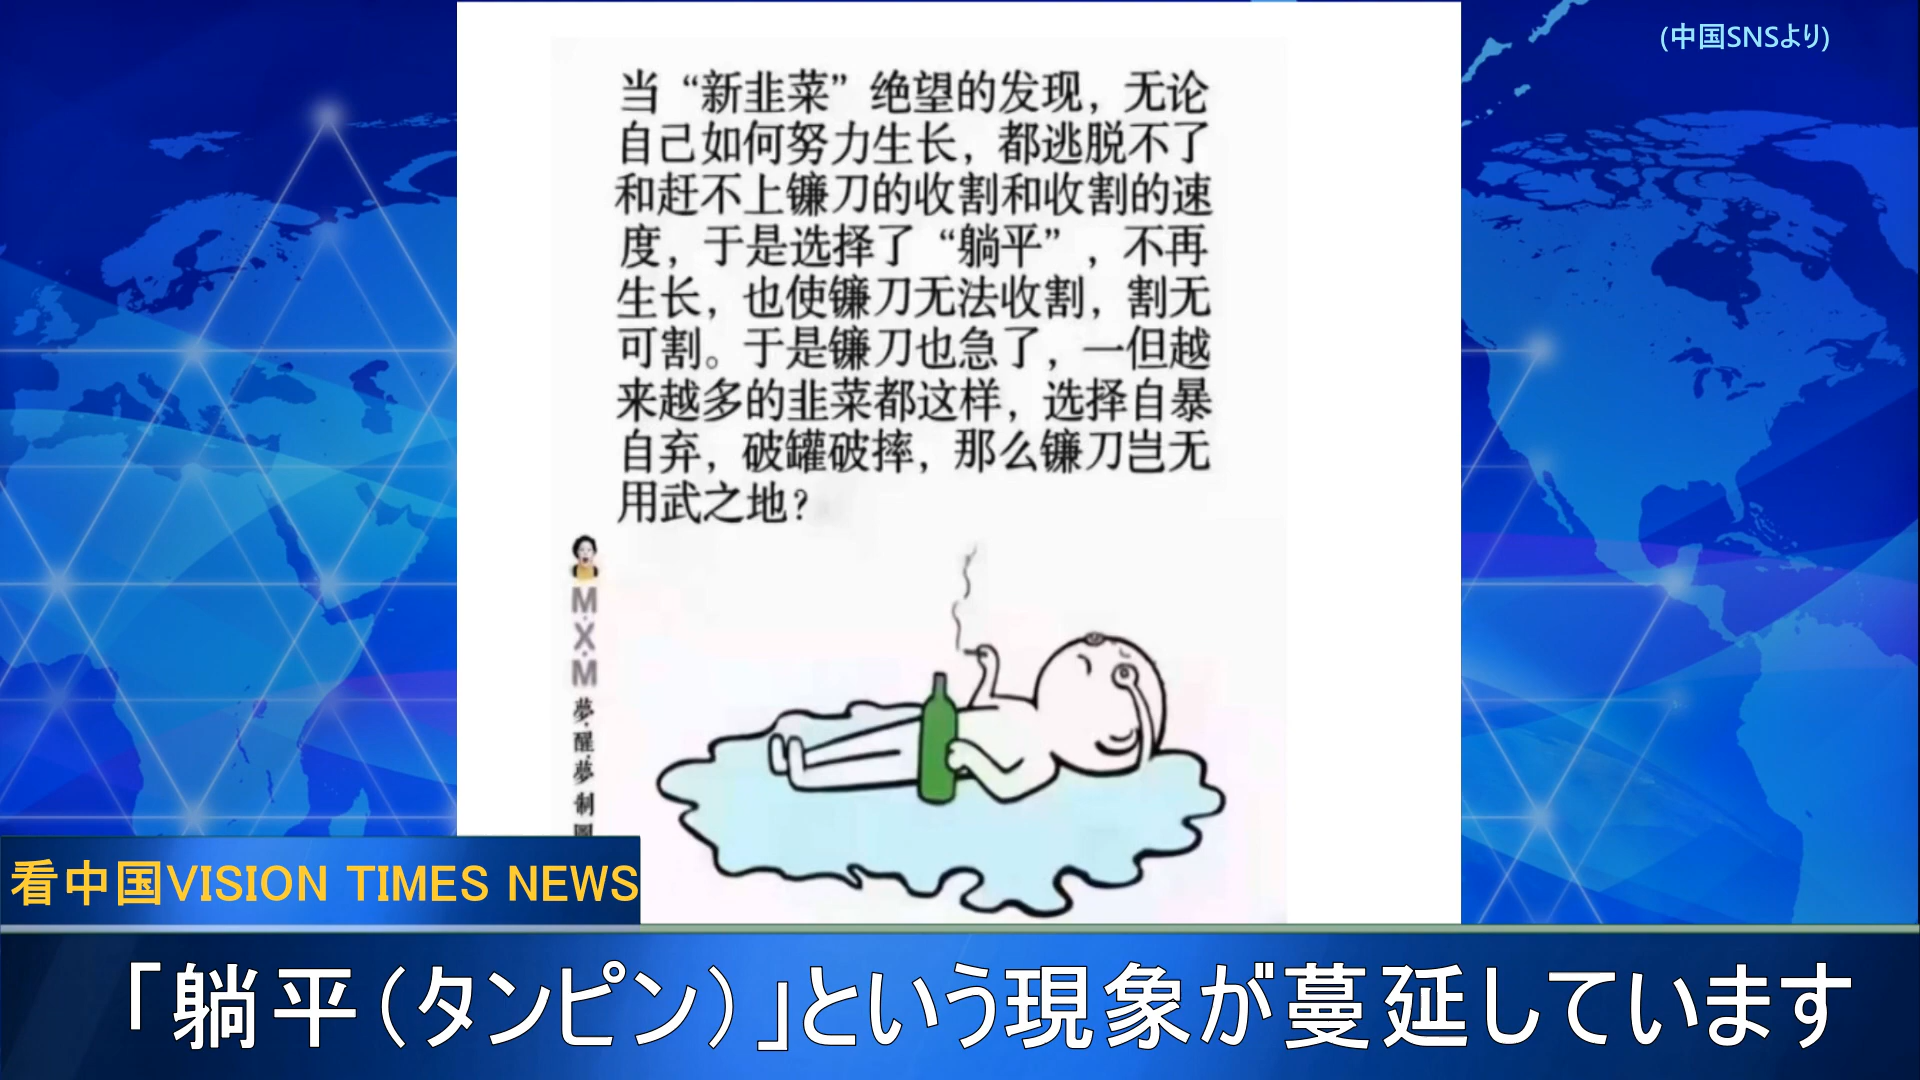 (中国SNSより)
当“新韭菜”绝望的发现，无论
自己如何努力生长，都逃脱不了
和赶不上镰刀的收割和收割的速
度，于是选择了“躺平”，不再
生长，也使镰刀无法收割，割无
可割。于是镰刀也急了，一但越
来越多的韭菜都这样，选择自暴
自弃，破罐破摔，那么镰刀岂无
用武之地？
M·X·M
夢·醒·夢 制
看中国VISION TIMES NEWS
「躺平（タンピン）」という現象が蔓延しています